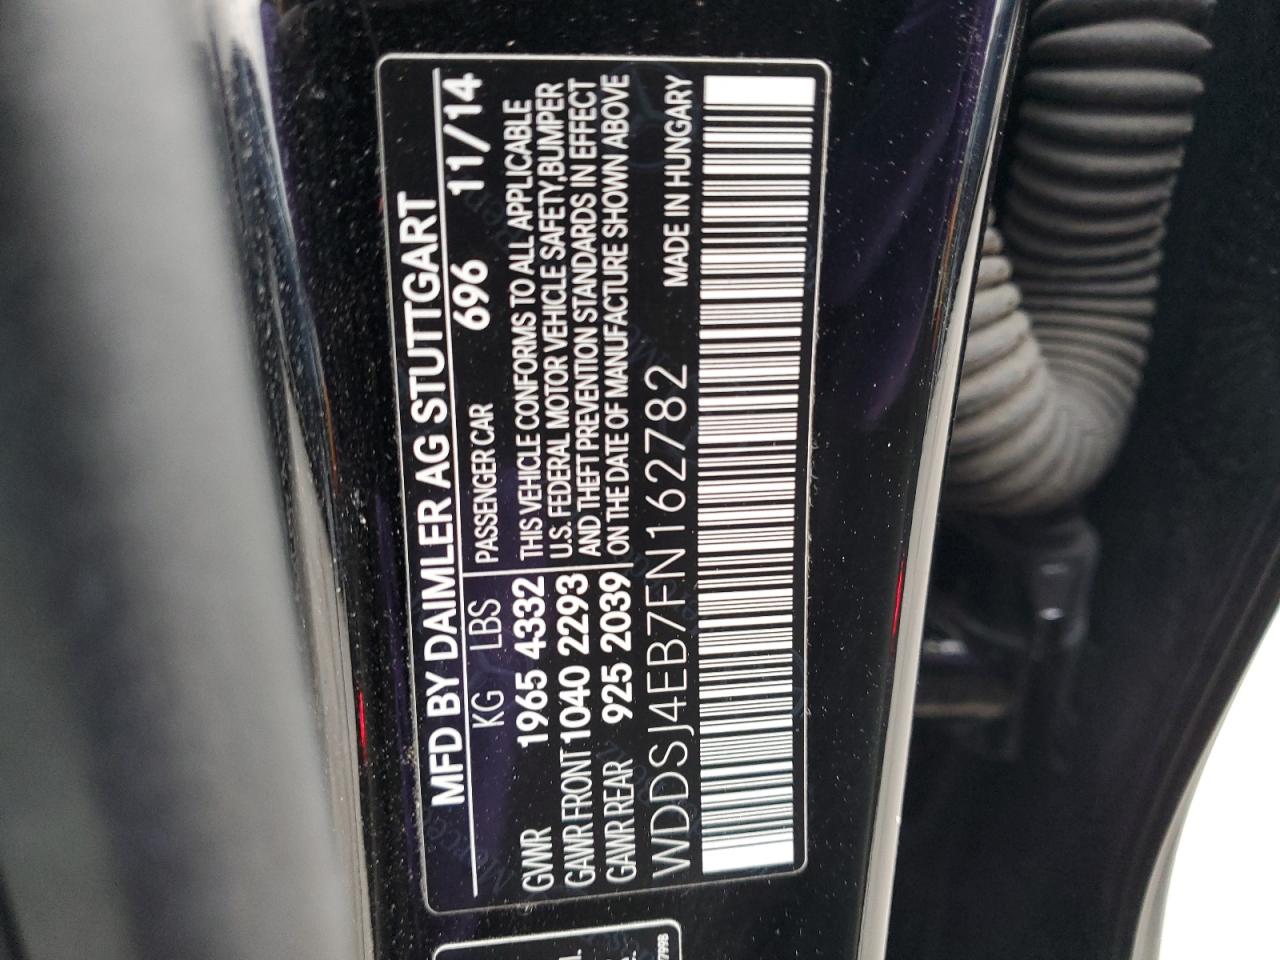 MFD BY DAIMLER AG STUTTGART
KG LBS PASSENGER CAR 696 11/14
GVWR 1965 4332 THIS VEHICLE CONFORMS TO ALL APPLICABLE
GAWR FRONT 1040 2293 U.S. FEDERAL MOTOR VEHICLE SAFETY,BUMPER
AND THEFT PREVENTION STANDARDS IN EFFECT
GAWR REAR 925 2039 ON THE DATE OF MANUFACTURE SHOWN ABOVE
WDDSJ4EB7FN162782 MADE IN HUNGARY